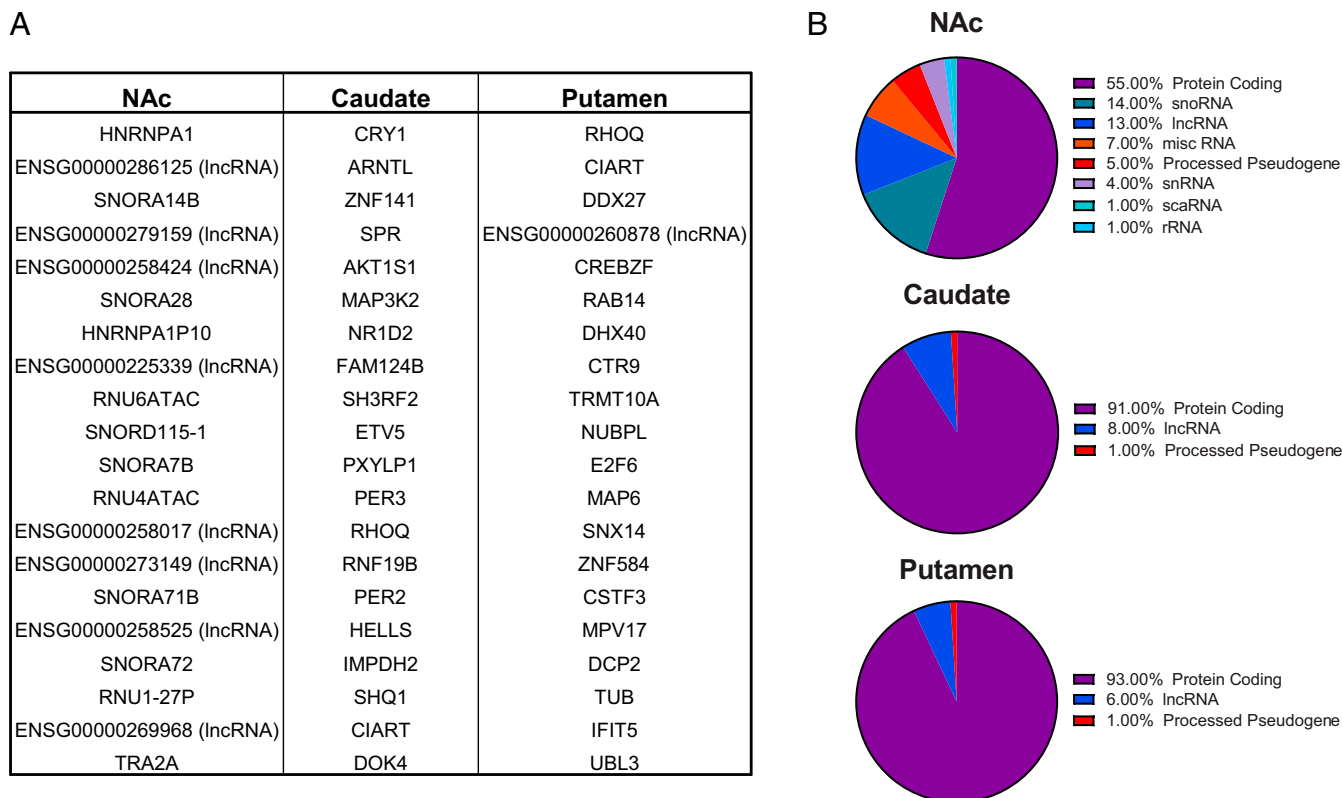 A
NAc Caudate Putamen
HNRNPA1 CRY1 RHOQ
ENSG00000286125 (lncRNA) ARNTL CIART
SNORA14B ZNF141 DDX27
ENSG00000279159 (lncRNA) SPR ENSG00000260878 (lncRNA)
ENSG00000258424 (lncRNA) AKT1S1 CREBZF
SNORA28 MAP3K2 RAB14
HNRNPA1P10 NR1D2 DHX40
ENSG00000225339 (lncRNA) FAM124B CTR9
RNU6ATAC SH3RF2 TRMT10A
SNORD115-1 ETV5 NUBPL
SNORA7B PXYLP1 E2F6
RNU4ATAC PER3 MAP6
ENSG00000258017 (lncRNA) RHOQ SNX14
ENSG00000273149 (lncRNA) RNF19B ZNF584
SNORA71B PER2 CSTF3
ENSG00000258525 (lncRNA) HELLS MPV17
SNORA72 IMPDH2 DCP2
RNU1-27P SHQ1 TUB
ENSG00000269968 (lncRNA) CIART IFIT5
TRA2A DOK4 UBL3
B
NAc
55.00% Protein Coding
14.00% snoRNA
13.00% lncRNA
7.00% misc RNA
5.00% Processed Pseudogene
4.00% snRNA
1.00% scaRNA
1.00% rRNA
Caudate
91.00% Protein Coding
8.00% lncRNA
1.00% Processed Pseudogene
Putamen
93.00% Protein Coding
6.00% lncRNA
1.00% Processed Pseudogene